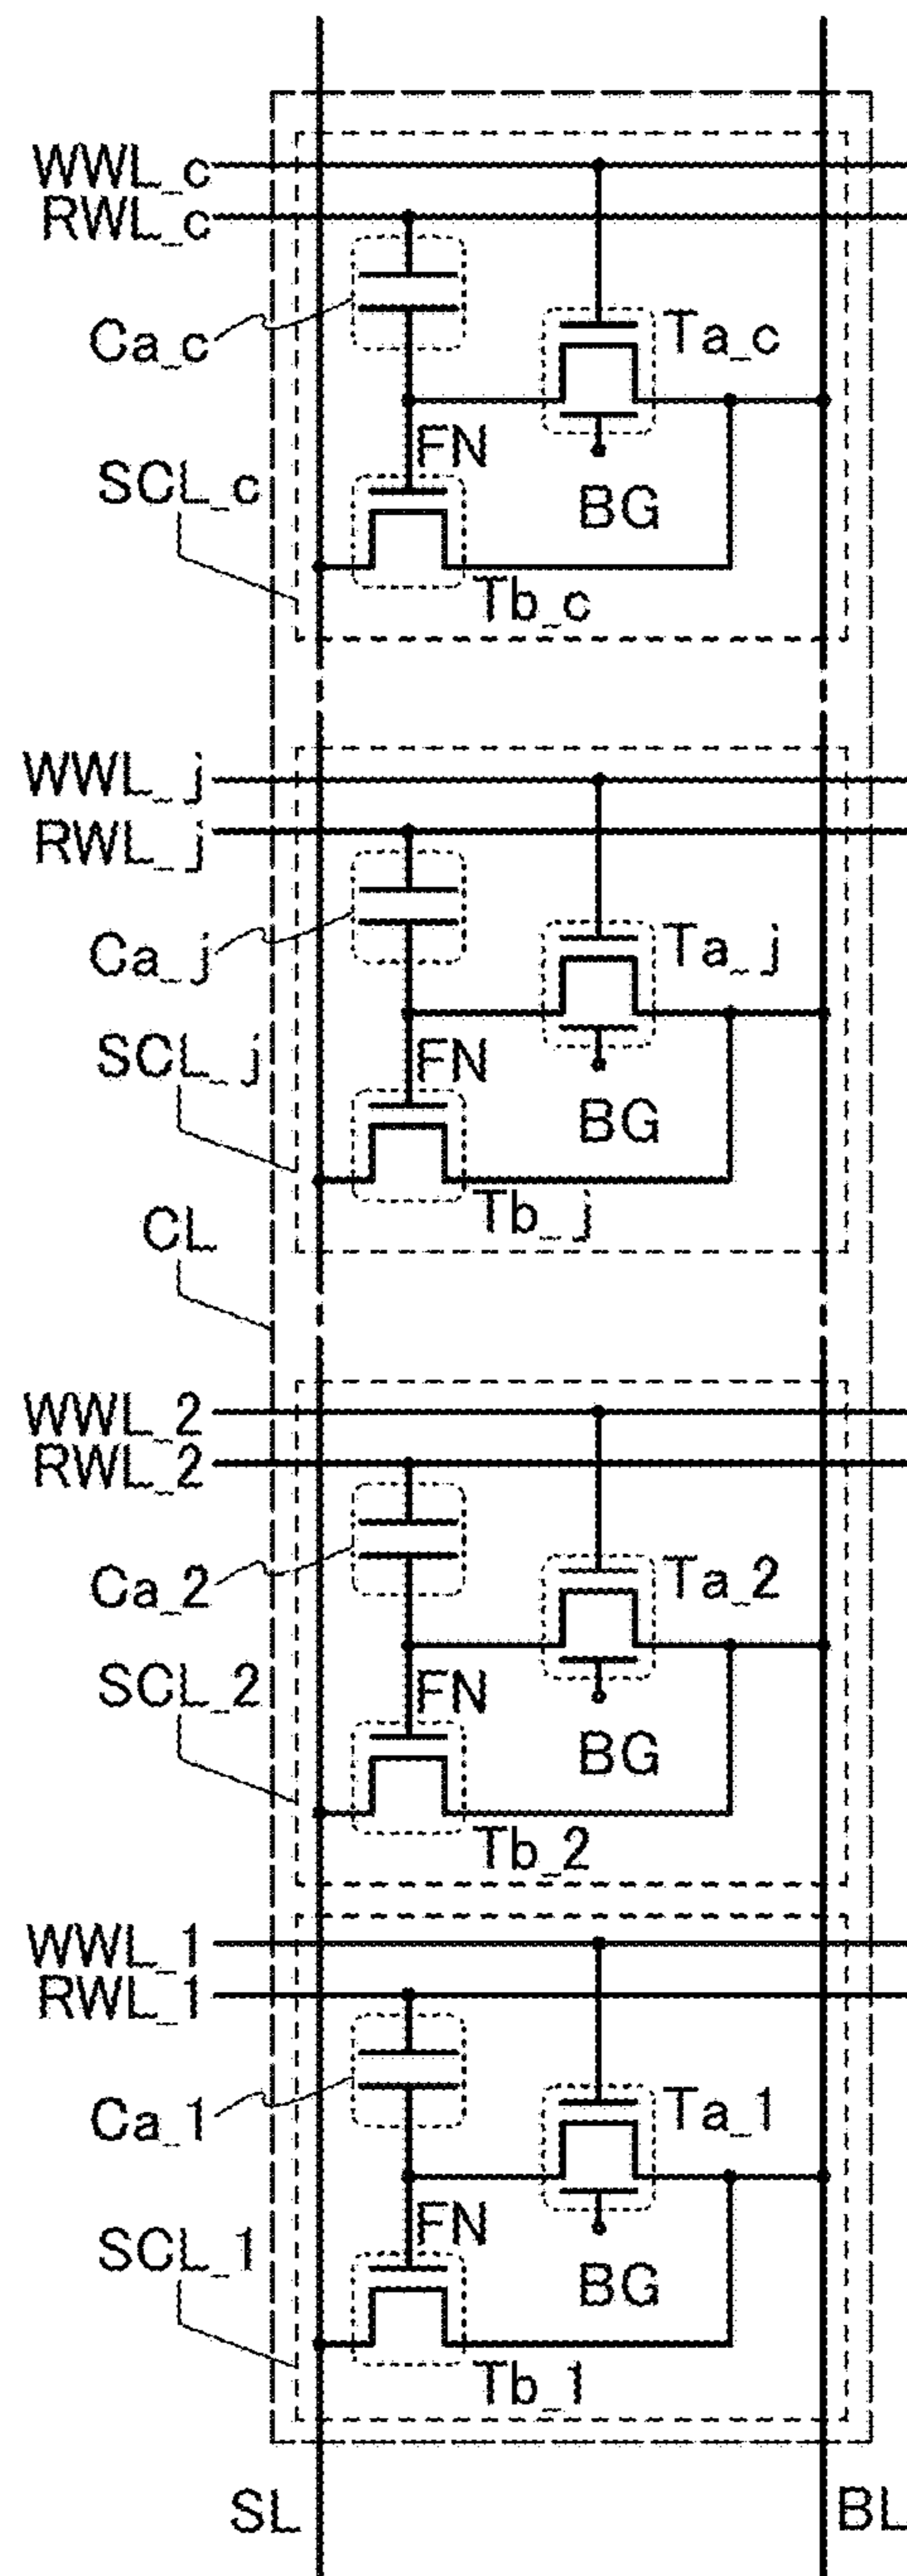 WWL_c
RWL_c
Ca_c
Ta_c
FN
SCL_c
BG
Tb_c
WWL_j
RWL_j
Ca_j
Ta_j
SCL_j
FN
BG
Tb_j
CL
WWL_2
RWL_2
Ca_2
Ta_2
SCL_2
FN
BG
Tb_2
WWL_1
RWL_1
Ca_1
Ta_1
SCL_1
FN
BG
Tb_1
SL
BL